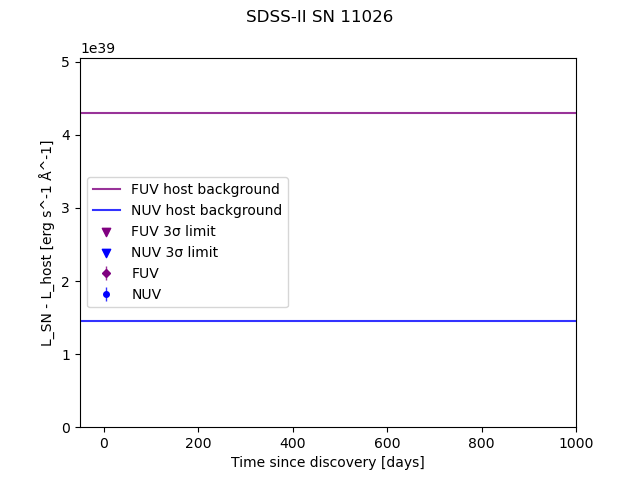 SDSS-II SN 11026
1e39
5
4
3
2
1
0
L_SN - L_host [erg s^-1 Å^-1]
FUV host background
NUV host background
FUV 3σ limit
NUV 3σ limit
FUV
NUV
0 200 400 600 800 1000
Time since discovery [days]